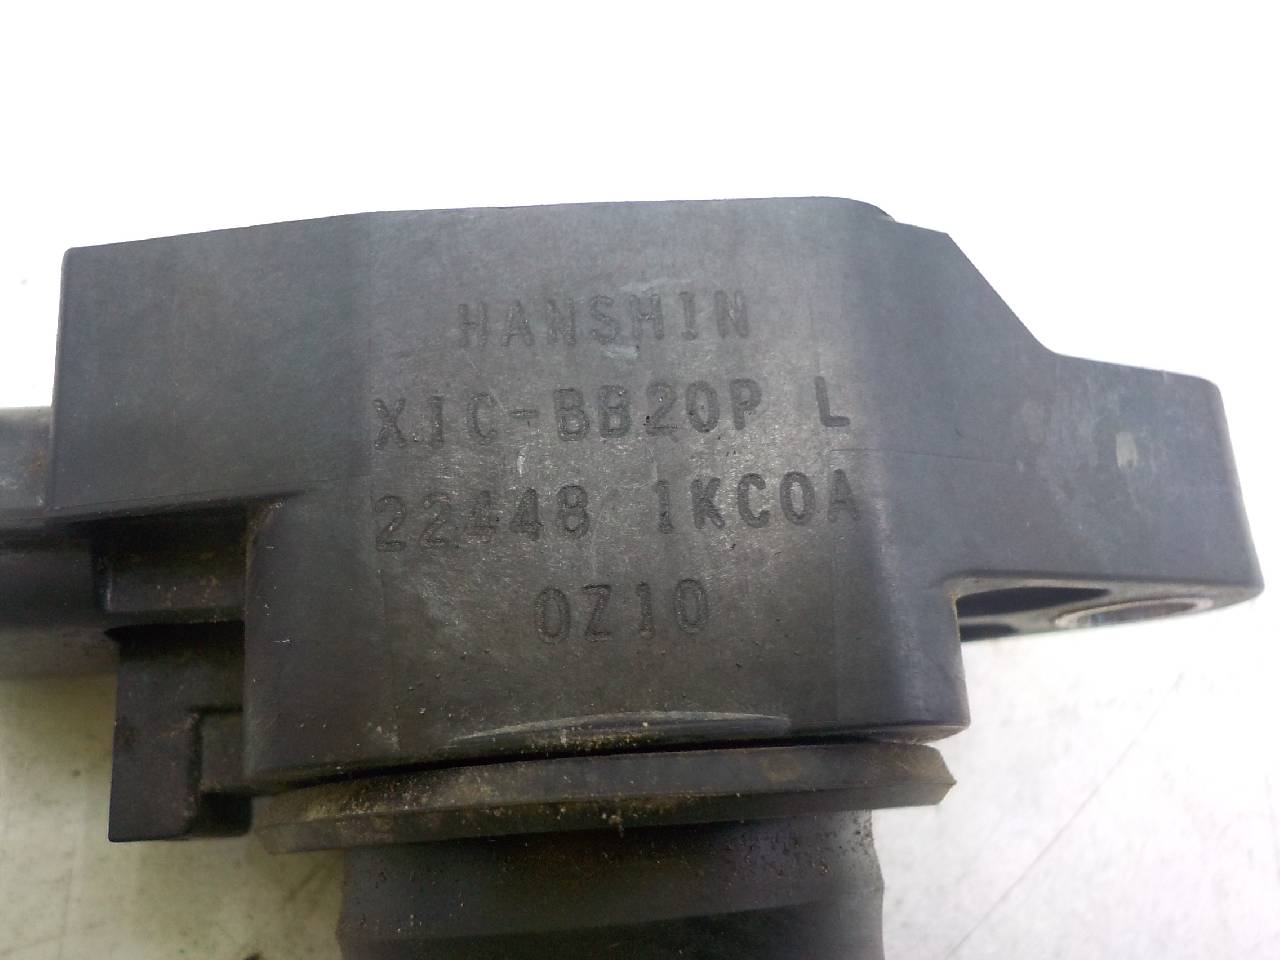 HANSHIN
XIC-BB20P L
22448 1KC0A
0Z10